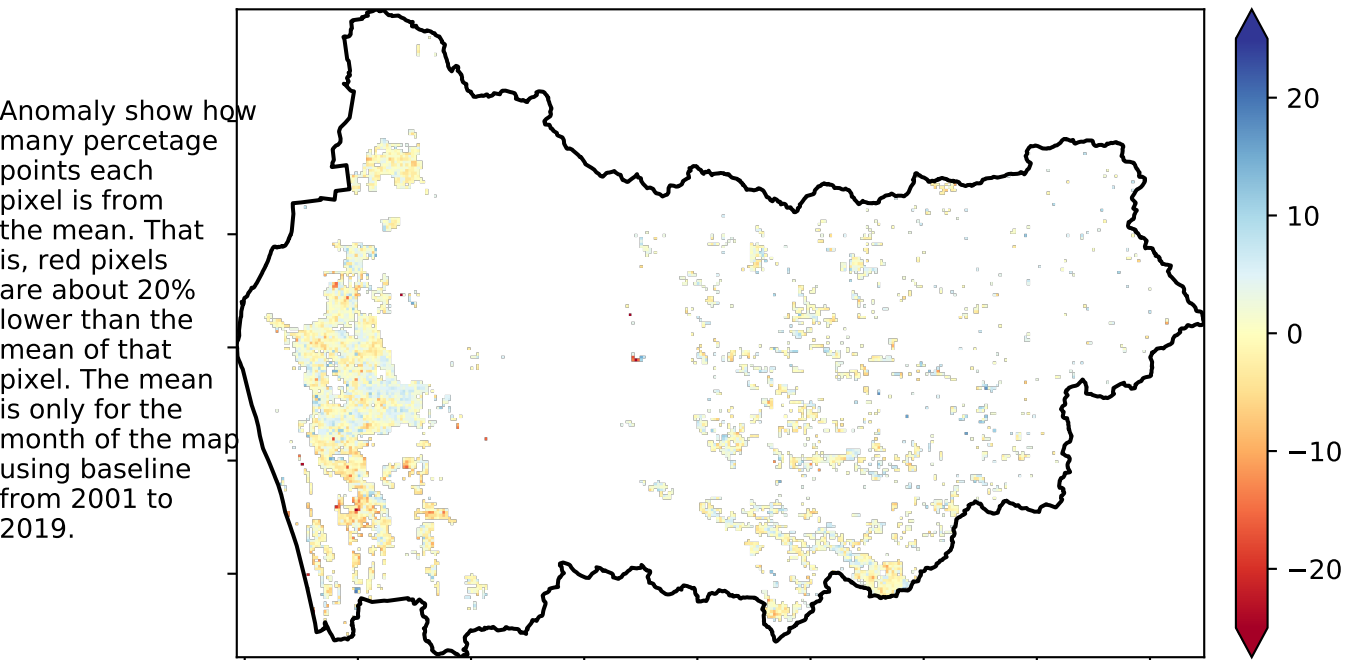 Anomaly show how
many percetage
points each
pixel is from
the mean. That
is, red pixels
are about 20%
lower than the
mean of that
pixel. The mean
is only for the
month of the map
using baseline
from 2001 to
2019.
20
10
0
−10
−20